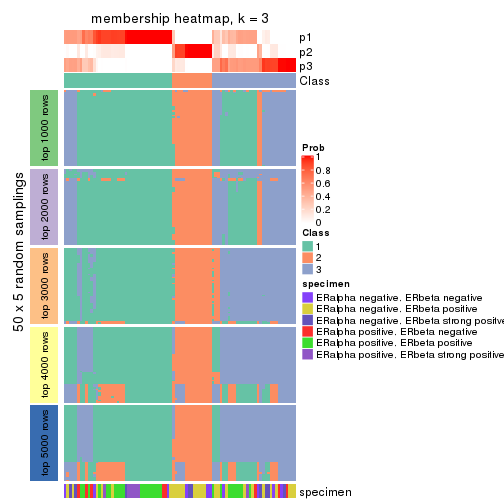 membership heatmap, k = 3
p1
p2
p3
Class
50 x 5 random samplings
top 1000 rows
top 2000 rows
top 3000 rows
top 4000 rows
top 5000 rows
Prob
1
0.8
0.6
0.4
0.2
0
Class
1
2
3
specimen
ERalpha negative. ERbeta negative
ERalpha negative. ERbeta positive
ERalpha negative. ERbeta strong positive
ERalpha positive. ERbeta negative
ERalpha positive. ERbeta positive
ERalpha positive. ERbeta strong positive
specimen